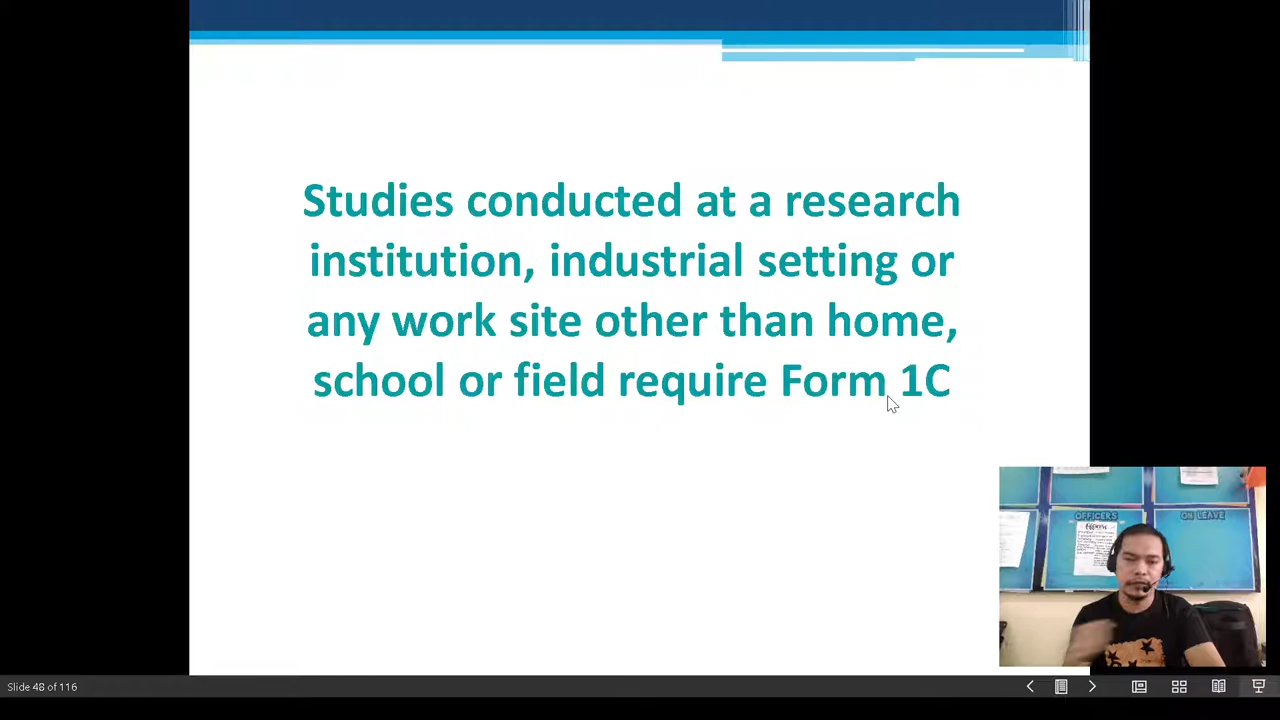 Studies conducted at a research
institution, industrial setting or
any work site other than home,
school or field require Form 1C
OFFICERS
ON LEAVE
Slide 48 of 116